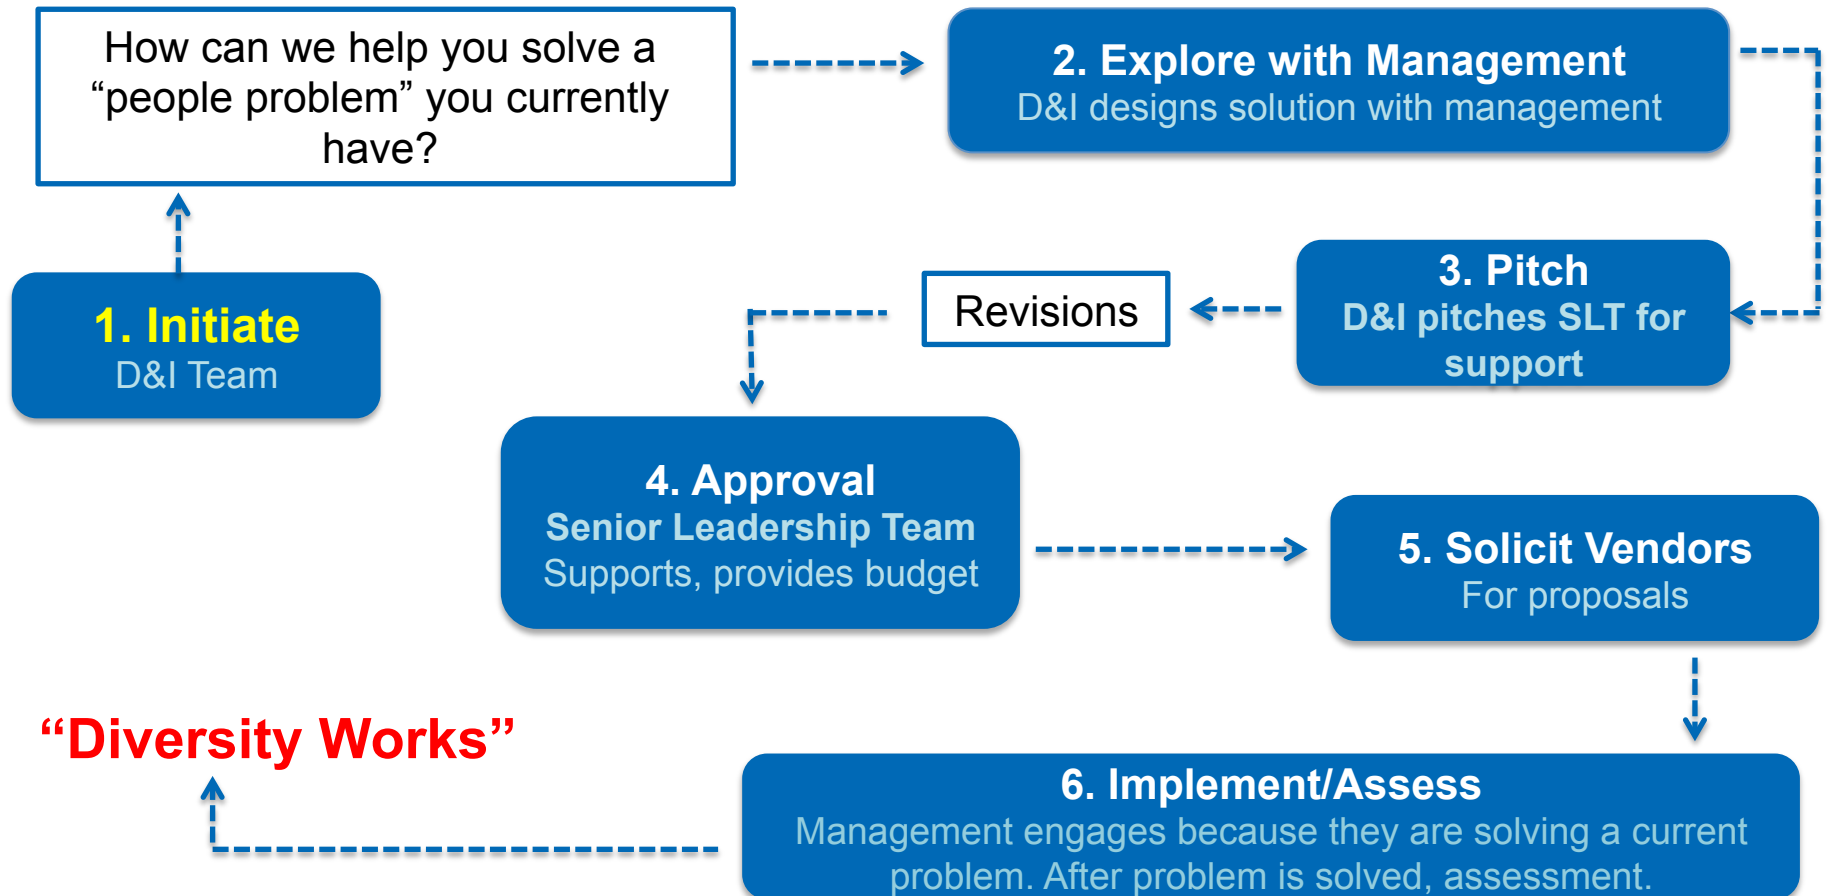 How can we help you solve a
“people problem” you currently
have?
2. Explore with Management
D&I designs solution with management
1. Initiate
D&I Team
Revisions
3. Pitch
D&I pitches SLT for
support
4. Approval
Senior Leadership Team
Supports, provides budget
5. Solicit Vendors
For proposals
“Diversity Works”
6. Implement/Assess
Management engages because they are solving a current
problem. After problem is solved, assessment.